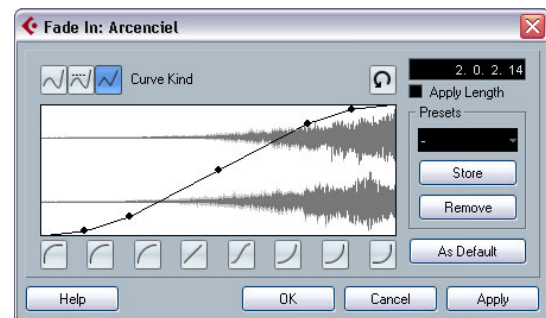 Fade In: Arcenciel
Curve Kind
2. 0. 2. 14
Apply Length
Presets
-
Store
Remove
As Default
Help
OK
Cancel
Apply